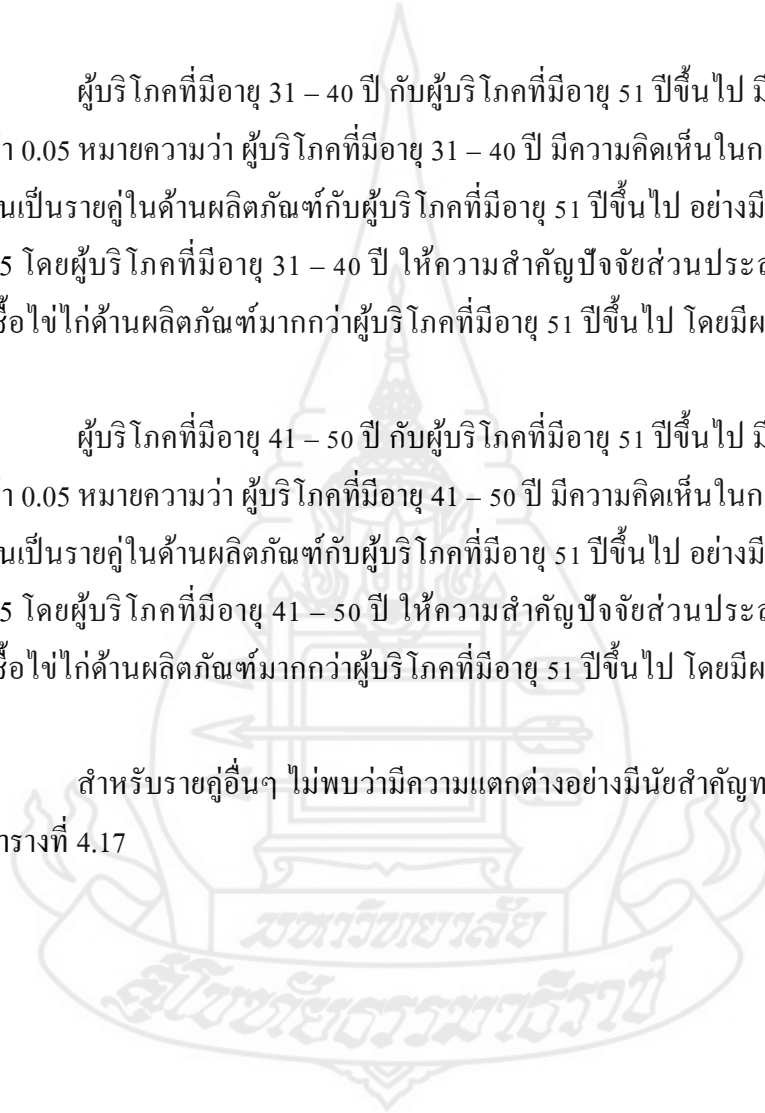 ผู้บริโภคที่มีอายุ 31 – 40 ปี กับผู้บริโภคที่มีอายุ 51 ปีขึ้นไป มี
0.05 หมายความว่า ผู้บริโภคที่มีอายุ 31 – 40 ปี มีความคิดเห็นใน
เป็นรายคู่ในด้านผลิตภัณฑ์กับผู้บริโภคที่มีอายุ 51 ปีขึ้นไป อย่างมี
5 โดยผู้บริโภคที่มีอายุ 31 – 40 ปี ให้ความสำคัญปัจจัยส่วนประส
ซื้อไข่ไก่ด้านผลิตภัณฑ์มากกว่าผู้บริโภคที่มีอายุ 51 ปีขึ้นไป โดยมีผ
ผู้บริโภคที่มีอายุ 41 – 50 ปี กับผู้บริโภคที่มีอายุ 51 ปีขึ้นไป มี
0.05 หมายความว่า ผู้บริโภคที่มีอายุ 41 – 50 ปี มีความคิดเห็นใน
เป็นรายคู่ในด้านผลิตภัณฑ์กับผู้บริโภคที่มีอายุ 51 ปีขึ้นไป อย่างมี
5 โดยผู้บริโภคที่มีอายุ 41 – 50 ปี ให้ความสำคัญปัจจัยส่วนประส
ซื้อไข่ไก่ด้านผลิตภัณฑ์มากกว่าผู้บริโภคที่มีอายุ 51 ปีขึ้นไป โดยมีผ
สำหรับรายคู่อื่นๆ ไม่พบว่ามีความแตกต่างอย่างมีนัยสำคัญท
ารางที่ 4.17
มหาวิทยาลัย
สุโขทัยธรรมาธิราช